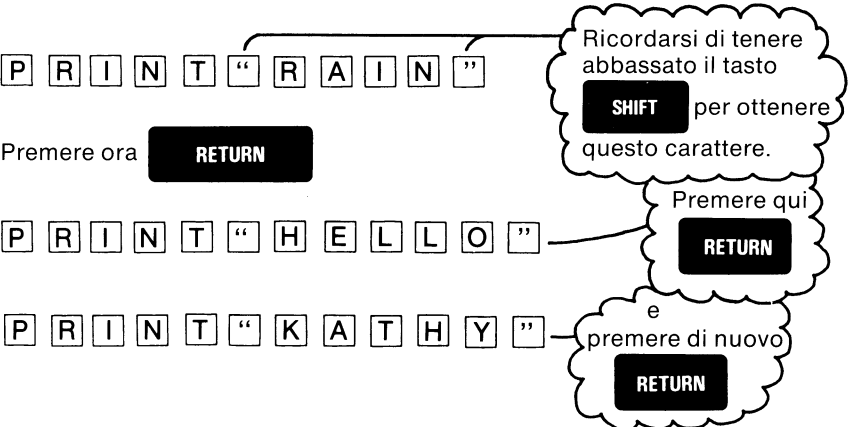 PRINT“RAIN”
Ricordarsi di tenere
abbassato il tasto
SHIFT per ottenere
questo carattere.
Premere ora RETURN
PRINT“HELLO”
Premere qui
RETURN
PRINT“KATHY”
e
premere di nuovo
RETURN